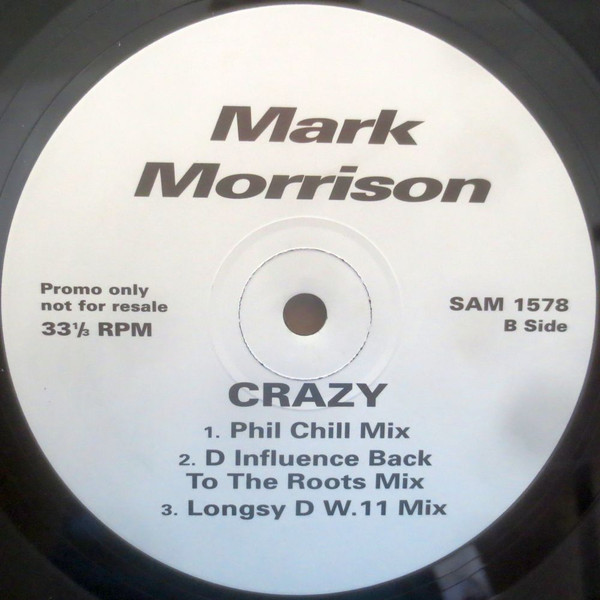 Mark
Morrison
Promo only
not for resale
33⅓ RPM
SAM 1578
B Side
CRAZY
1. Phil Chill Mix
2. D Influence Back
To The Roots Mix
3. Longsy D W.11 Mix